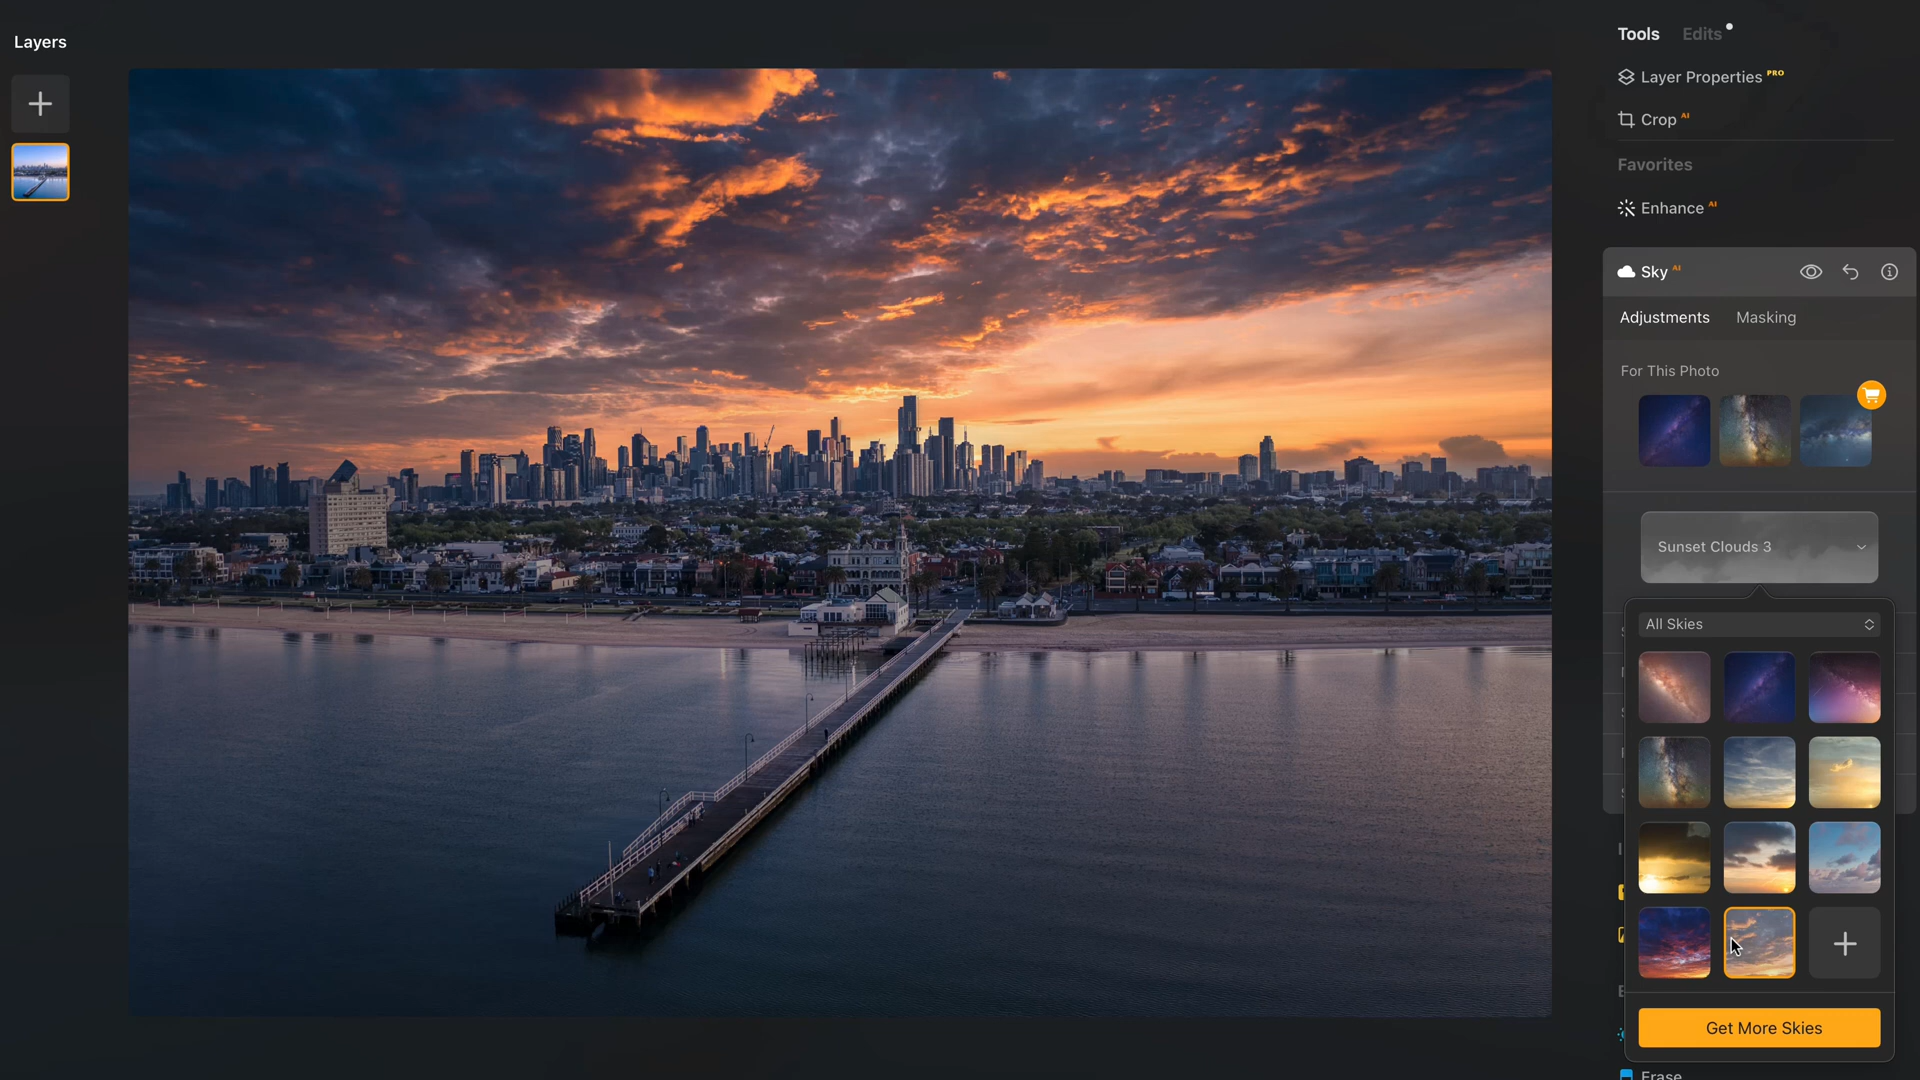 Layers
Tools Edits
Layer Properties PRO
Crop AI
Favorites
Enhance AI
Sky AI
Adjustments Masking
For This Photo
Sunset Clouds 3
All Skies
Get More Skies
Erase